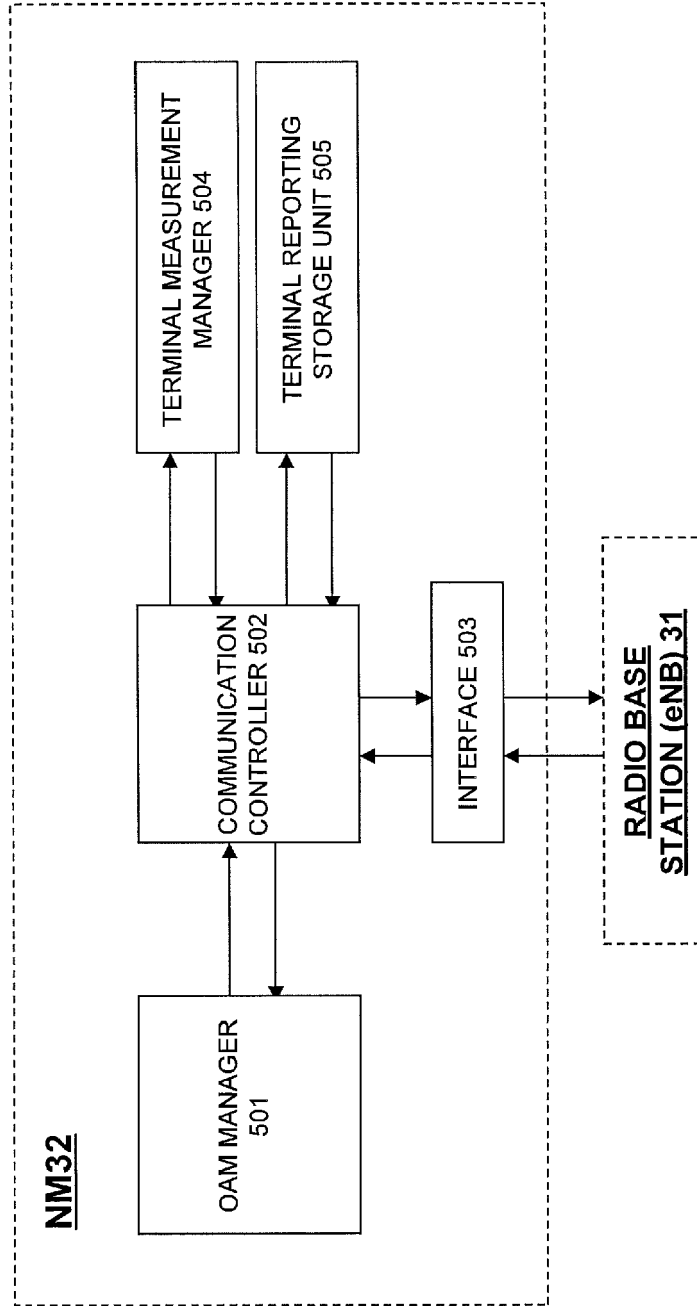 NM32
OAM MANAGER
501
COMMUNICATION
CONTROLLER 502
TERMINAL MEASUREMENT
MANAGER 504
TERMINAL REPORTING
STORAGE UNIT 505
INTERFACE 503
RADIO BASE
STATION (eNB) 31